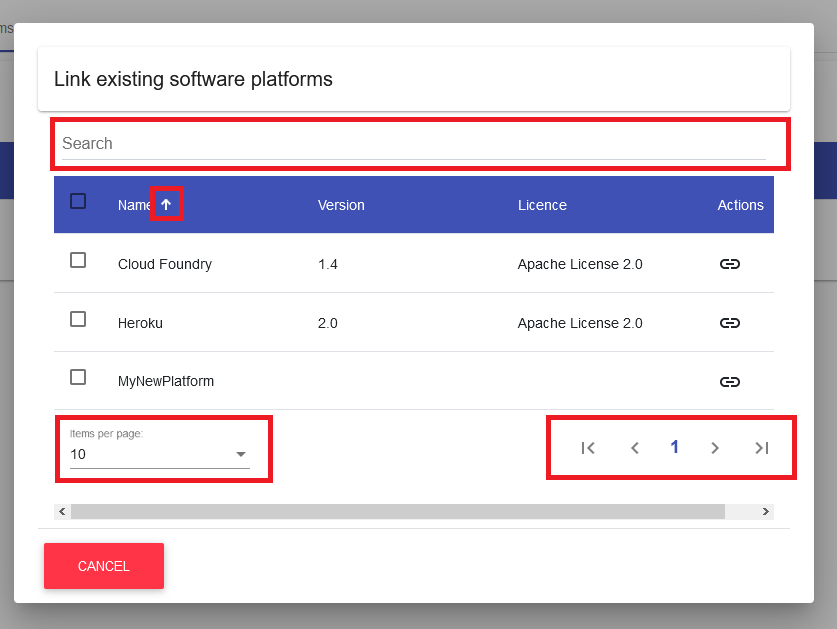 ms
Link existing software platforms
Search
Name Version Licence Actions
Cloud Foundry 1.4 Apache License 2.0
Heroku 2.0 Apache License 2.0
MyNewPlatform
Items per page:
10
1
CANCEL